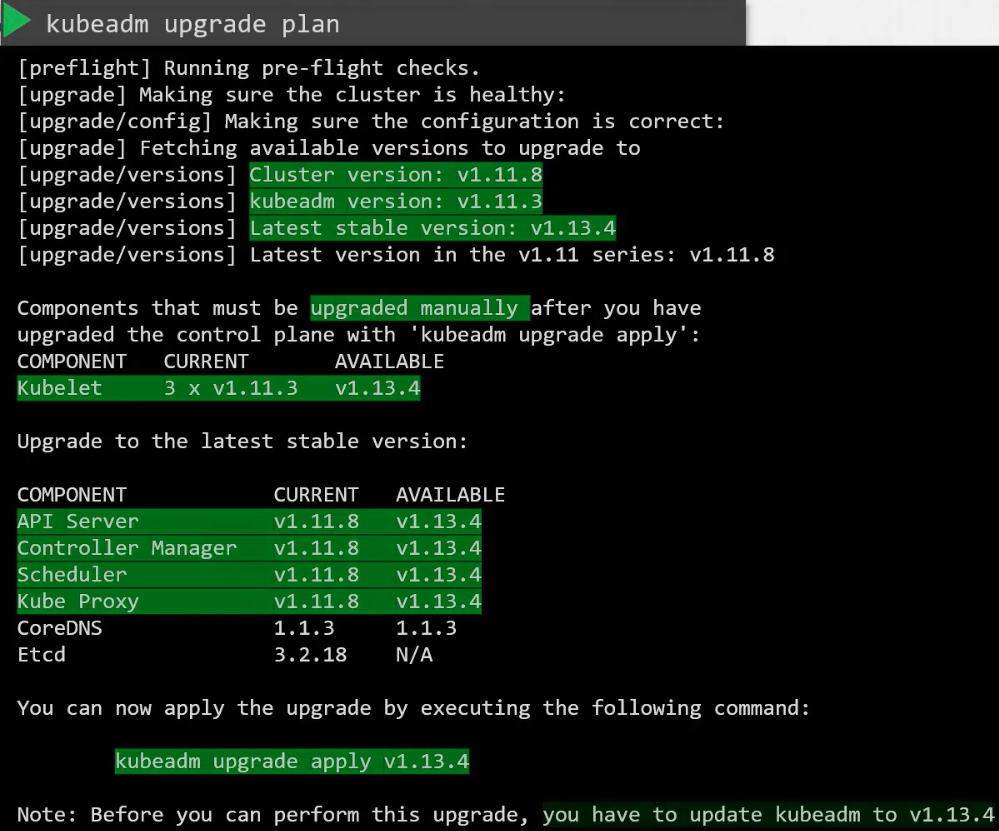 kubeadm upgrade plan
[preflight] Running pre-flight checks.
[upgrade] Making sure the cluster is healthy:
[upgrade/config] Making sure the configuration is correct:
[upgrade] Fetching available versions to upgrade to
[upgrade/versions] Cluster version: v1.11.8
[upgrade/versions] kubeadm version: v1.11.3
[upgrade/versions] Latest stable version: v1.13.4
[upgrade/versions] Latest version in the v1.11 series: v1.11.8
Components that must be upgraded manually after you have
upgraded the control plane with 'kubeadm upgrade apply':
COMPONENT CURRENT AVAILABLE
Kubelet 3 x v1.11.3 v1.13.4
Upgrade to the latest stable version:
COMPONENT CURRENT AVAILABLE
API Server v1.11.8 v1.13.4
Controller Manager v1.11.8 v1.13.4
Scheduler v1.11.8 v1.13.4
Kube Proxy v1.11.8 v1.13.4
CoreDNS 1.1.3 1.1.3
Etcd 3.2.18 N/A
You can now apply the upgrade by executing the following command:
kubeadm upgrade apply v1.13.4
Note: Before you can perform this upgrade, you have to update kubeadm to v1.13.4